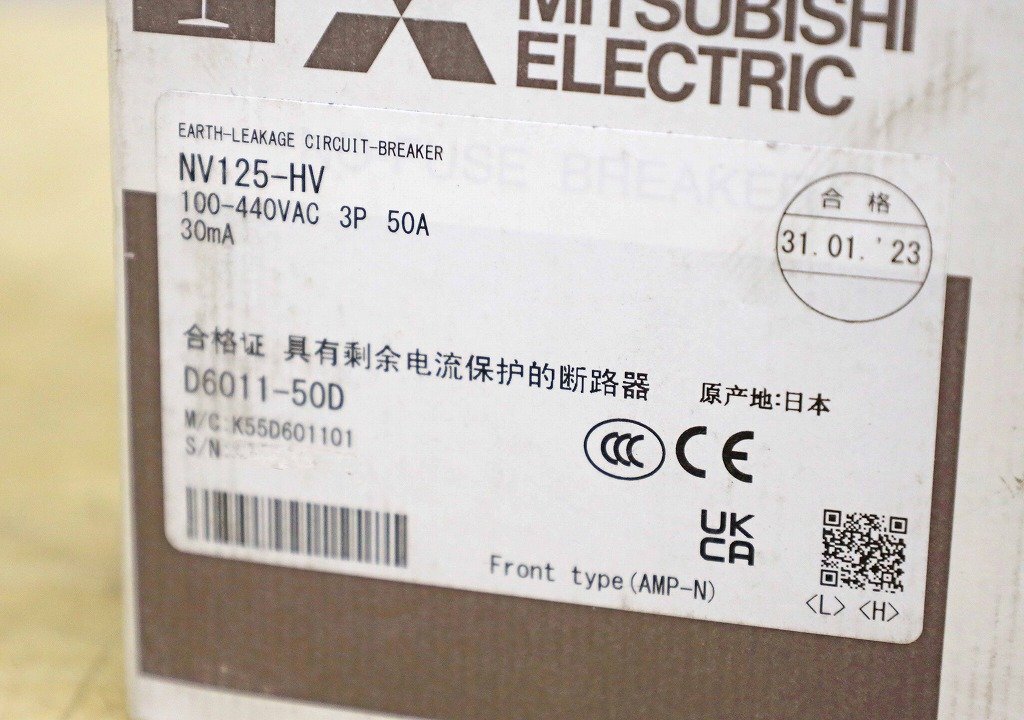 MITSUBISHI
ELECTRIC
EARTH-LEAKAGE CIRCUIT-BREAKER
NV125-HV
100-440VAC 3P 50A
30mA
合格
31.01.'23
合格证 具有剩余电流保护的断路器
D6011-50D
原产地:日本
M/C:K55D601101
S/N:
CCC CE
UK
CA
Front type(AMP-N)
<L> <H>